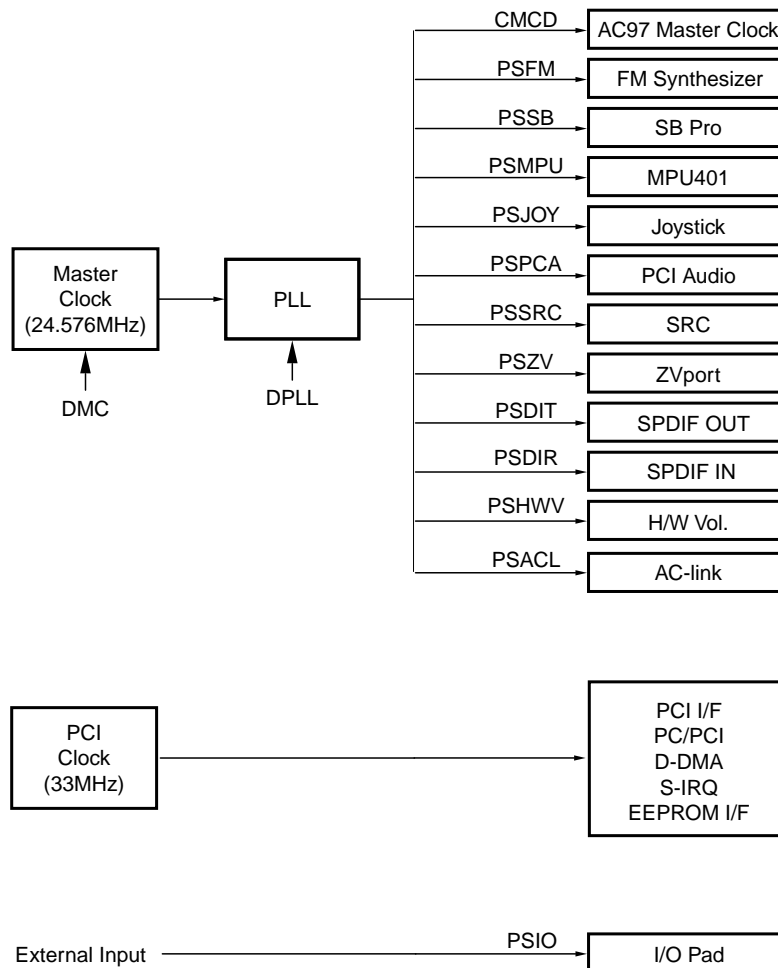 CMCD
AC97 Master Clock
PSFM
FM Synthesizer
PSSB
SB Pro
PSMPU
MPU401
PSJOY
Joystick
Master
Clock
(24.576MHz)
PLL
PSPCA
PCI Audio
PSSRC
SRC
PSZV
ZVport
DMC
DPLL
PSDIT
SPDIF OUT
PSDIR
SPDIF IN
PSHWV
H/W Vol.
PSACL
AC-link
PCI
Clock
(33MHz)
PCI I/F
PC/PCI
D-DMA
S-IRQ
EEPROM I/F
External Input
PSIO
I/O Pad